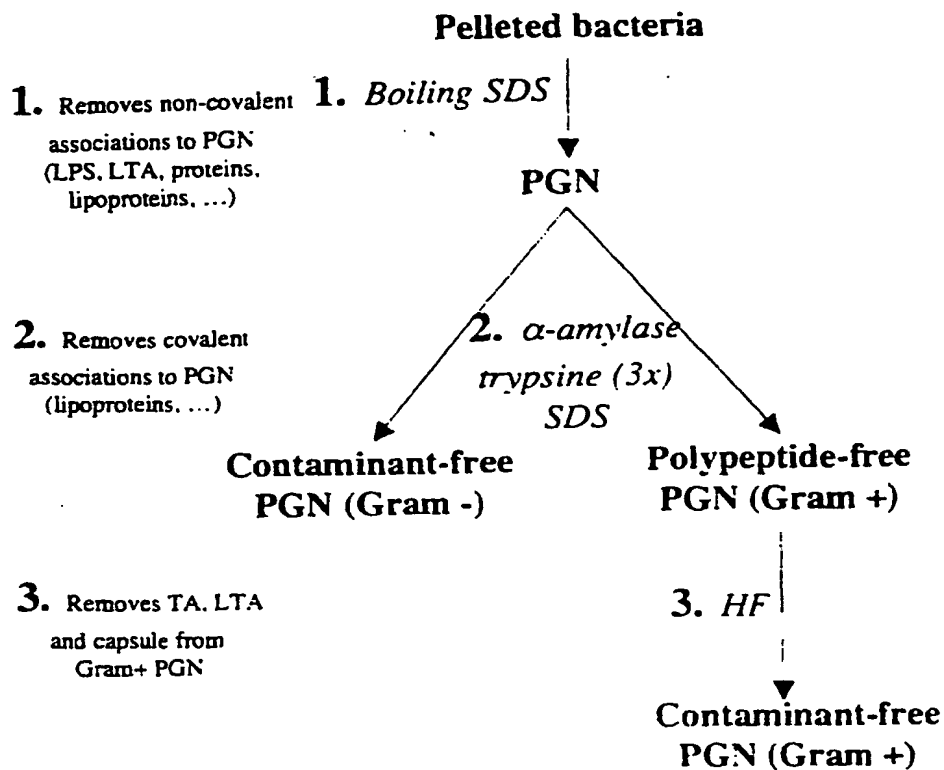 Pelleted bacteria
1. Removes non-covalent
associations to PGN
(LPS, LTA, proteins,
lipoproteins, ...)
1. Boiling SDS
PGN
2. Removes covalent
associations to PGN
(lipoproteins, ...)
2. α-amylase
trypsine (3x)
SDS
Contaminant-free
PGN (Gram -)
Polypeptide-free
PGN (Gram +)
3. Removes TA, LTA
and capsule from
Gram+ PGN
3. HF
Contaminant-free
PGN (Gram +)